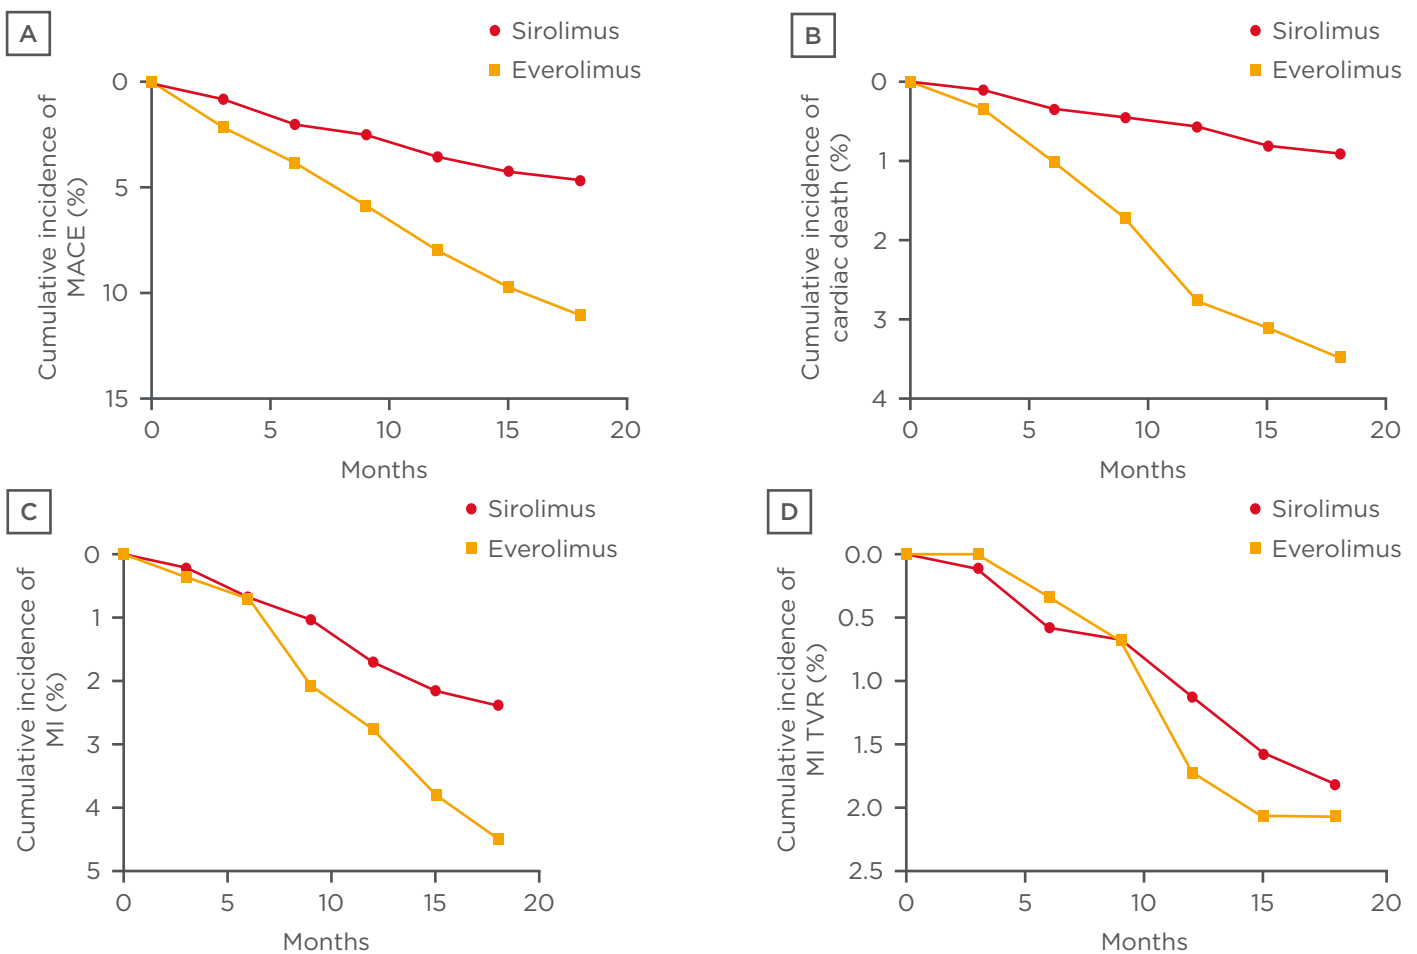 A
Sirolimus
Everolimus
Cumulative incidence of
MACE (%)
0
5
10
15
0
5
10
15
20
Months
B
Sirolimus
Everolimus
Cumulative incidence of
cardiac death (%)
0
1
2
3
4
0
5
10
15
20
Months
C
Sirolimus
Everolimus
Cumulative incidence of
MI (%)
0
1
2
3
4
5
0
5
10
15
20
Months
D
Sirolimus
Everolimus
Cumulative incidence of
MI TVR (%)
0.0
0.5
1.0
1.5
2.0
2.5
0
5
10
15
20
Months